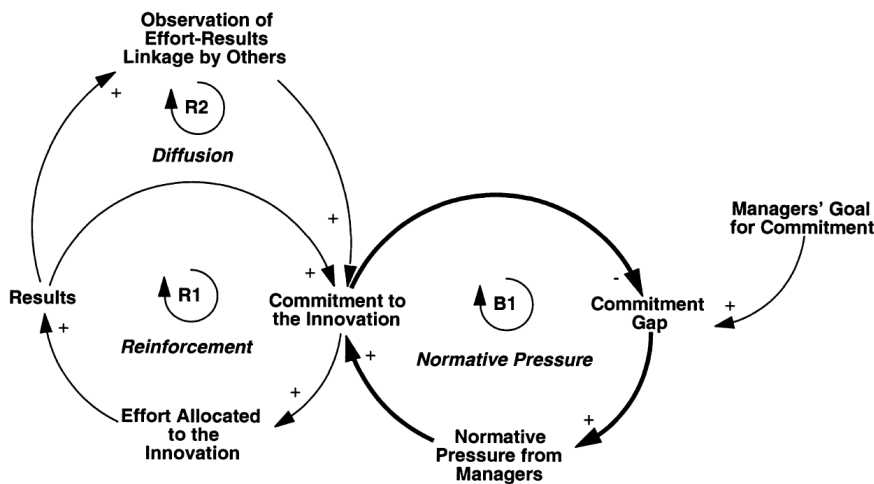 Observation of
Effort-Results
Linkage by Others
+
R2
Diffusion
+
Managers' Goal
for Commitment
Results
R1
+
Commitment to
the Innovation
B1
-
Commitment
Gap
+
+
Reinforcement
+
Normative Pressure
+
+
Effort Allocated
to the
Innovation
Normative
Pressure from
Managers